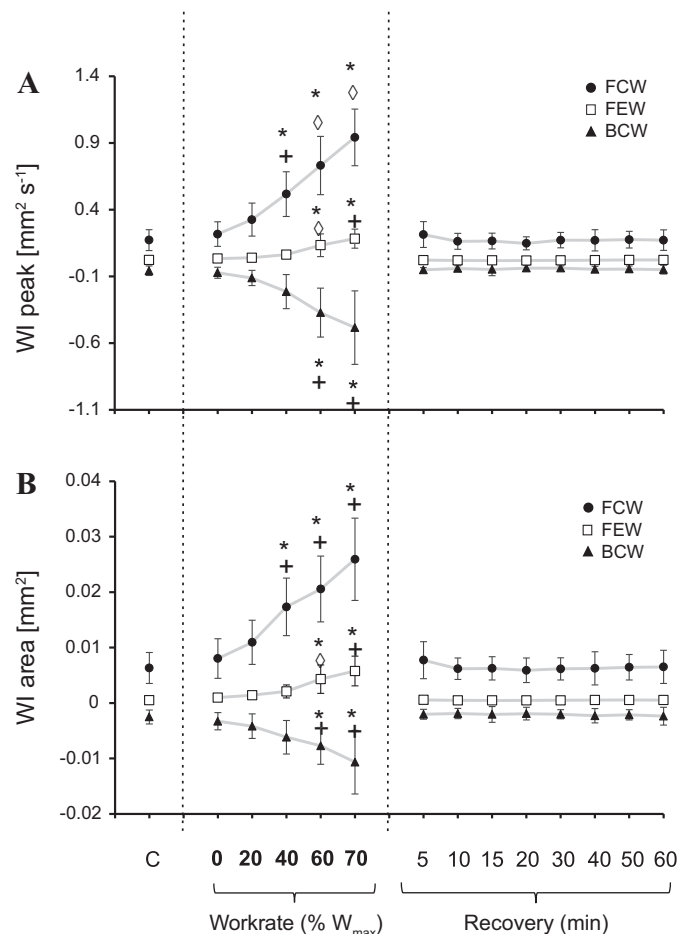 A
WI peak [mm² s⁻¹]
1.4
0.9
0.4
-0.1
-0.6
-1.1
* * *
* +
* *
+
* +
* +
FCW
FEW
BCW
B
WI area [mm²]
0.04
0.03
0.02
0.01
0
-0.01
-0.02
* + * + * +
* * +
* + * +
FCW
FEW
BCW
C 0 20 40 60 70 5 10 15 20 30 40 50 60
Workrate (% Wmax) Recovery (min)